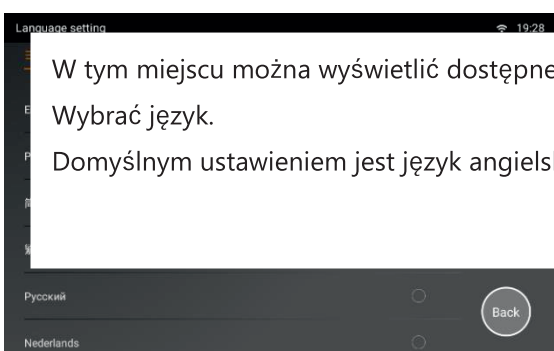 Language setting 19:28
W tym miejscu można wyświetlić dostępne
Wybrać język.
Domyślnym ustawieniem jest język angiels
Русский
Back
Nederlands